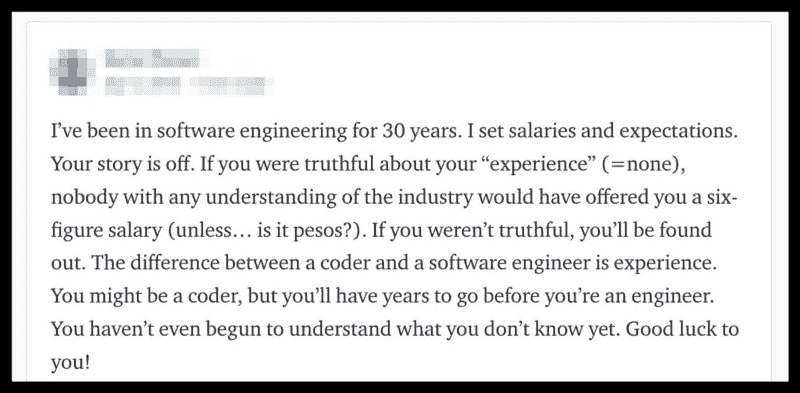 I’ve been in software engineering for 30 years. I set salaries and expectations.
Your story is off. If you were truthful about your “experience” (=none),
nobody with any understanding of the industry would have offered you a six-
figure salary (unless… is it pesos?). If you weren’t truthful, you’ll be found
out. The difference between a coder and a software engineer is experience.
You might be a coder, but you’ll have years to go before you’re an engineer.
You haven’t even begun to understand what you don’t know yet. Good luck to
you!